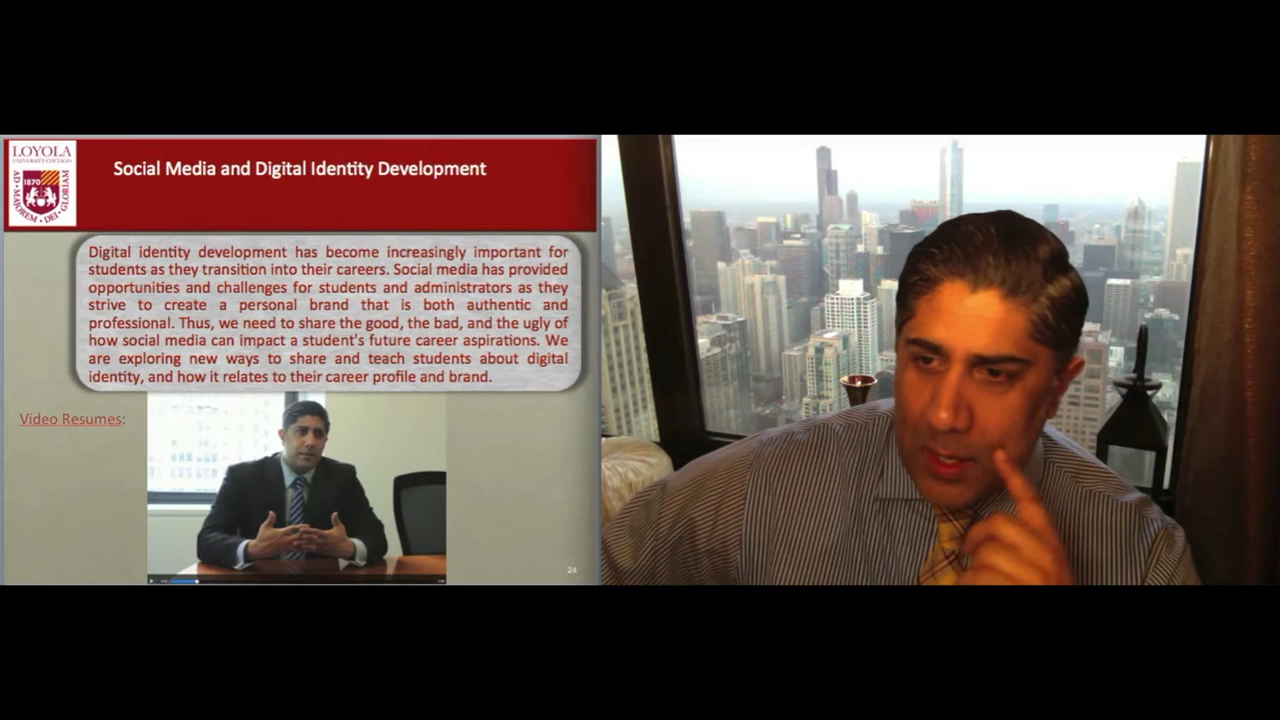 LOYOLA
UNIVERSITY CHICAGO
1870
AD • MAJOREM • DEI • GLORIAM
Social Media and Digital Identity Development
Digital identity development has become increasingly important for
students as they transition into their careers. Social media has provided
opportunities and challenges for students and administrators as they
strive to create a personal brand that is both authentic and
professional. Thus, we need to share the good, the bad, and the ugly of
how social media can impact a student's future career aspirations. We
are exploring new ways to share and teach students about digital
identity, and how it relates to their career profile and brand.
Video Resumes:
24